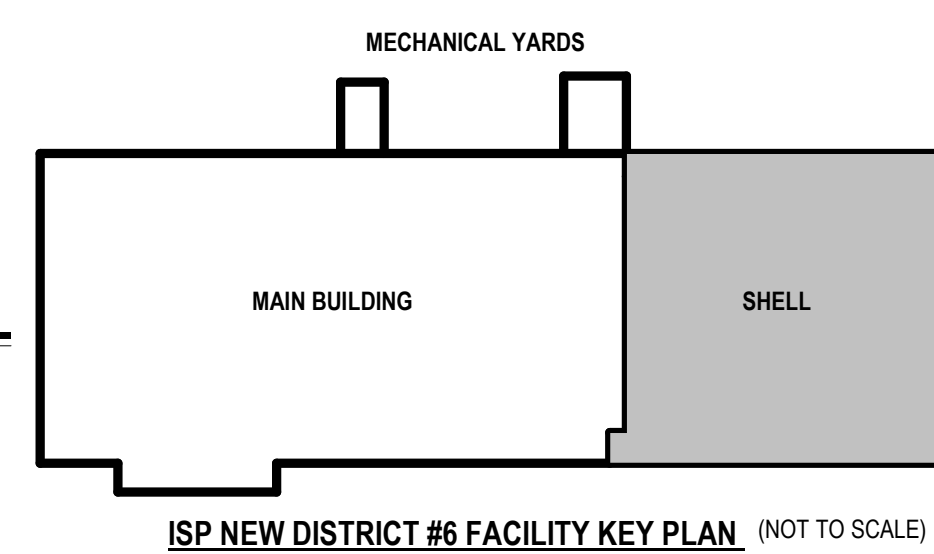 MECHANICAL YARDS
MAIN BUILDING
SHELL
ISP NEW DISTRICT #6 FACILITY KEY PLAN (NOT TO SCALE)